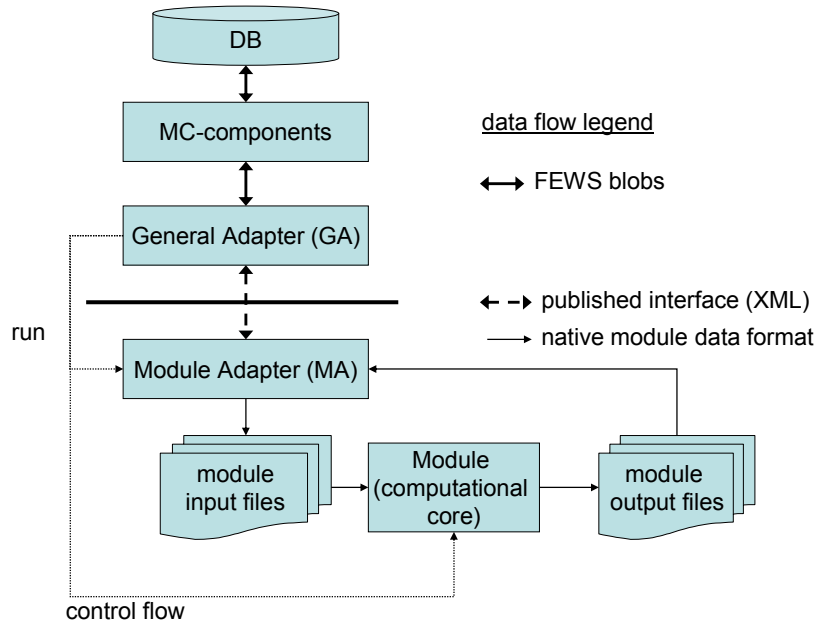 DB
MC-components
data flow legend
FEWS blobs
General Adapter (GA)
published interface (XML)
run
native module data format
Module Adapter (MA)
module
input files
Module
(computational
core)
module
output files
control flow